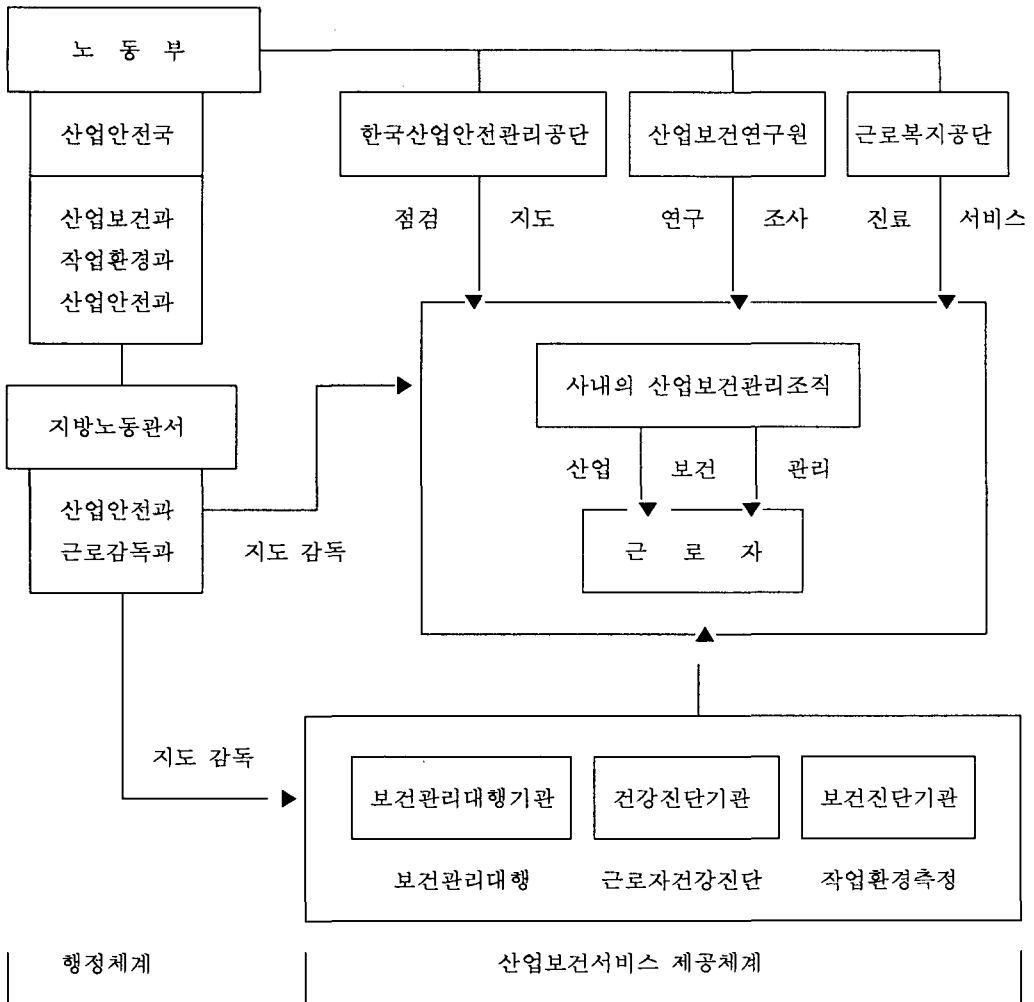 노 동 부
산업안전국
한국산업안전관리공단
산업보건연구원
근로복지공단
산업보건과
작업환경과
산업안전과
점검 지도
연구 조사
진료 서비스
사내의 산업보건관리조직
지방노동관서
산업 보건 관리
산업안전과
근로감독과
지도 감독
근 로 자
지도 감독
보건관리대행기관
건강진단기관
보건진단기관
보건관리대행
근로자건강진단
작업환경측정
행정체계
산업보건서비스 제공체계